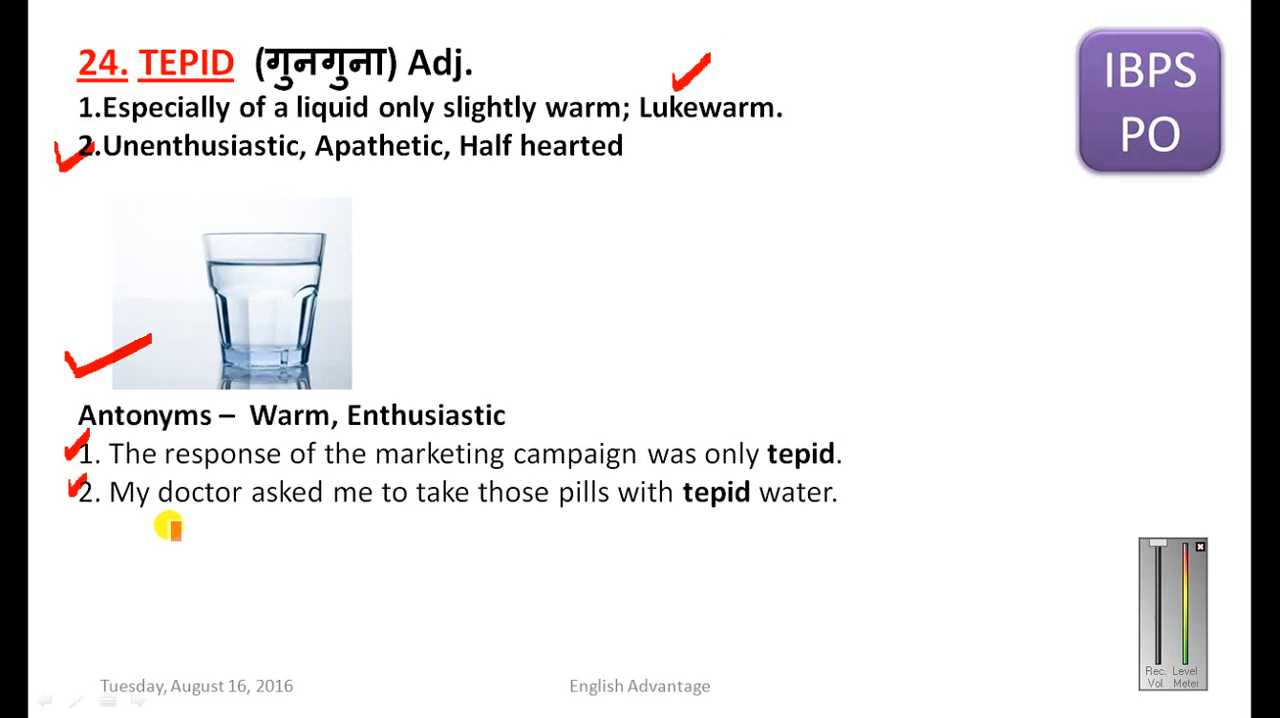 24. TEPID (गुनगुना) Adj.
1.Especially of a liquid only slightly warm; Lukewarm.
2.Unenthusiastic, Apathetic, Half hearted
IBPS
PO
Antonyms – Warm, Enthusiastic
1. The response of the marketing campaign was only tepid.
2. My doctor asked me to take those pills with tepid water.
Rec. Level
Vol. Meter
Tuesday, August 16, 2016
English Advantage